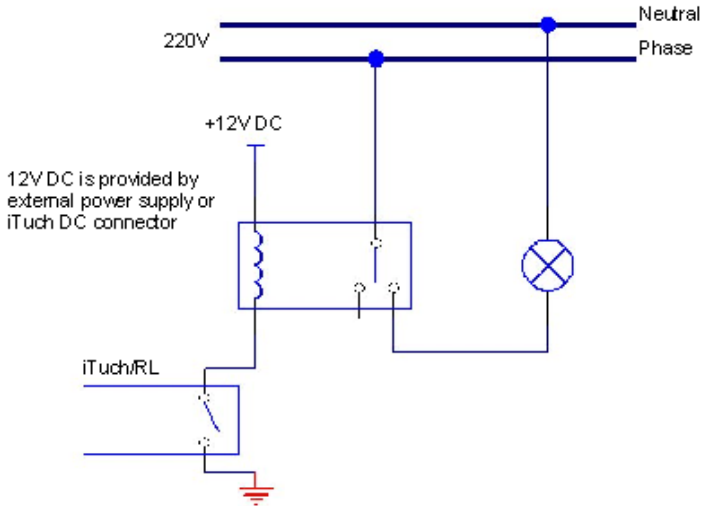 Neutral
220V
Phase
+12V DC
12V DC is provided by
external power supply or
iTuch DC connector
iTuch/RL